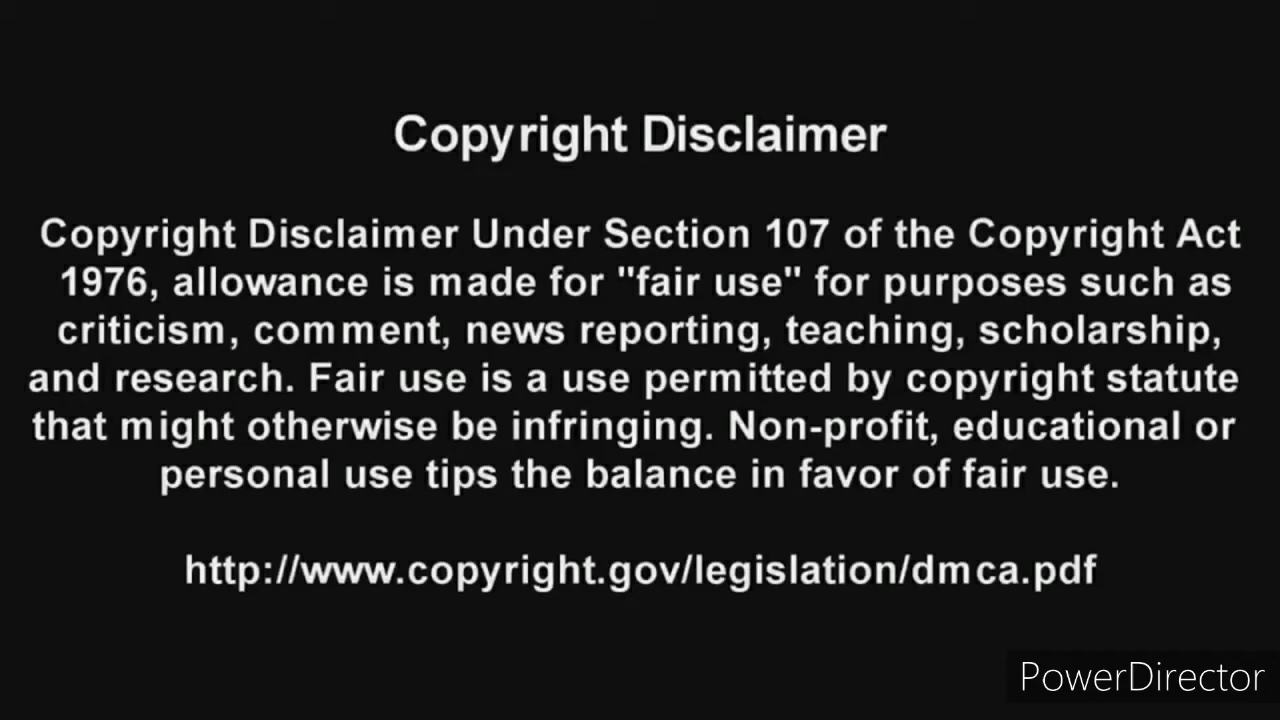 Copyright Disclaimer
Copyright Disclaimer Under Section 107 of the Copyright Act
1976, allowance is made for "fair use" for purposes such as
criticism, comment, news reporting, teaching, scholarship,
and research. Fair use is a use permitted by copyright statute
that might otherwise be infringing. Non-profit, educational or
personal use tips the balance in favor of fair use.
http://www.copyright.gov/legislation/dmca.pdf
PowerDirector